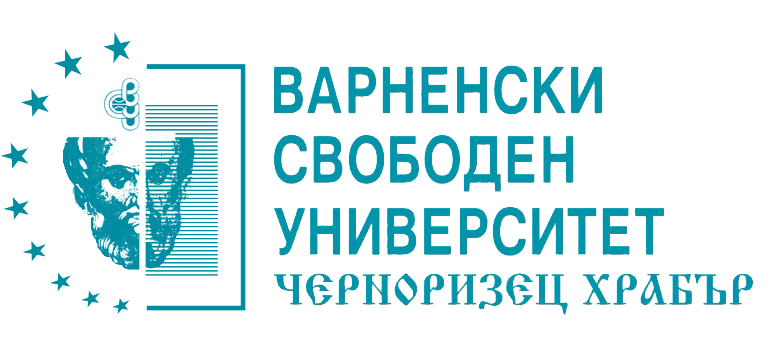 ВАРНЕНСКИ
СВОБОДЕН
УНИВЕРСИТЕТ
ЧЕРНОРИЗЕЦ ХРАБЪР